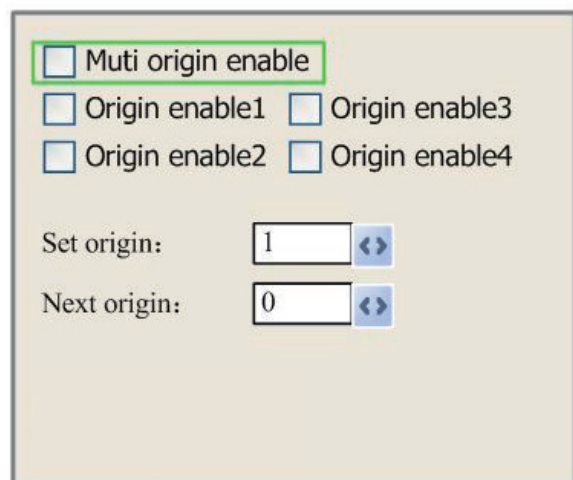 Muti origin enable
Origin enable1 Origin enable3
Origin enable2 Origin enable4
Set origin: 1
Next origin: 0